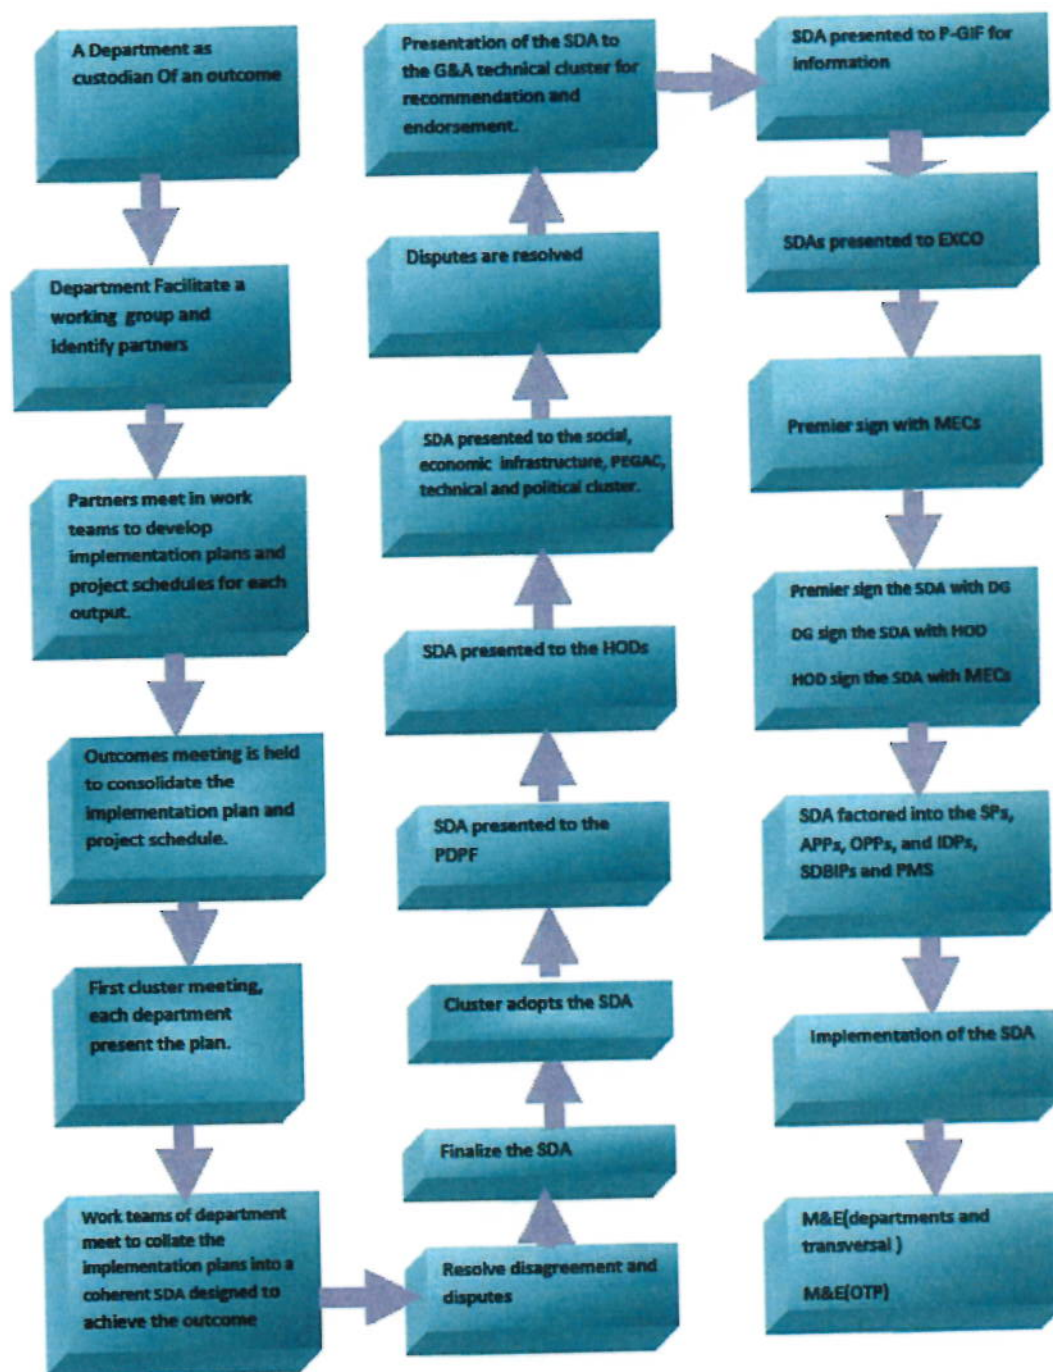 A Department as
custodian Of an outcome
Department Facilitate a
working group and
identify partners
Partners meet in work
teams to develop
implementation plans and
project schedules for each
output.
Outcomes meeting is held
to consolidate the
implementation plan and
project schedule.
First cluster meeting,
each department
present the plan.
Work teams of department
meet to collate the
implementation plans into a
coherent SDA designed to
achieve the outcome
Resolve disagreement and
disputes
Finalize the SDA
Cluster adopts the SDA
SDA presented to the
PDPF
SDA presented to the HODs
SDA presented to the social,
economic infrastructure, PEGAC,
technical and political cluster.
Disputes are resolved
Presentation of the SDA to
the G&A technical cluster for
recommendation and
endorsement.
SDA presented to P-GIF for
information
SDAs presented to EXCO
Premier sign with MECs
Premier sign the SDA with DG
DG sign the SDA with HOD
HOD sign the SDA with MECs
SDA factored into the SPs,
APPs, OPPs, and IDPs,
SDBIPs and PMS
Implementation of the SDA
M&E(departments and
transversal )
M&E(OTP)